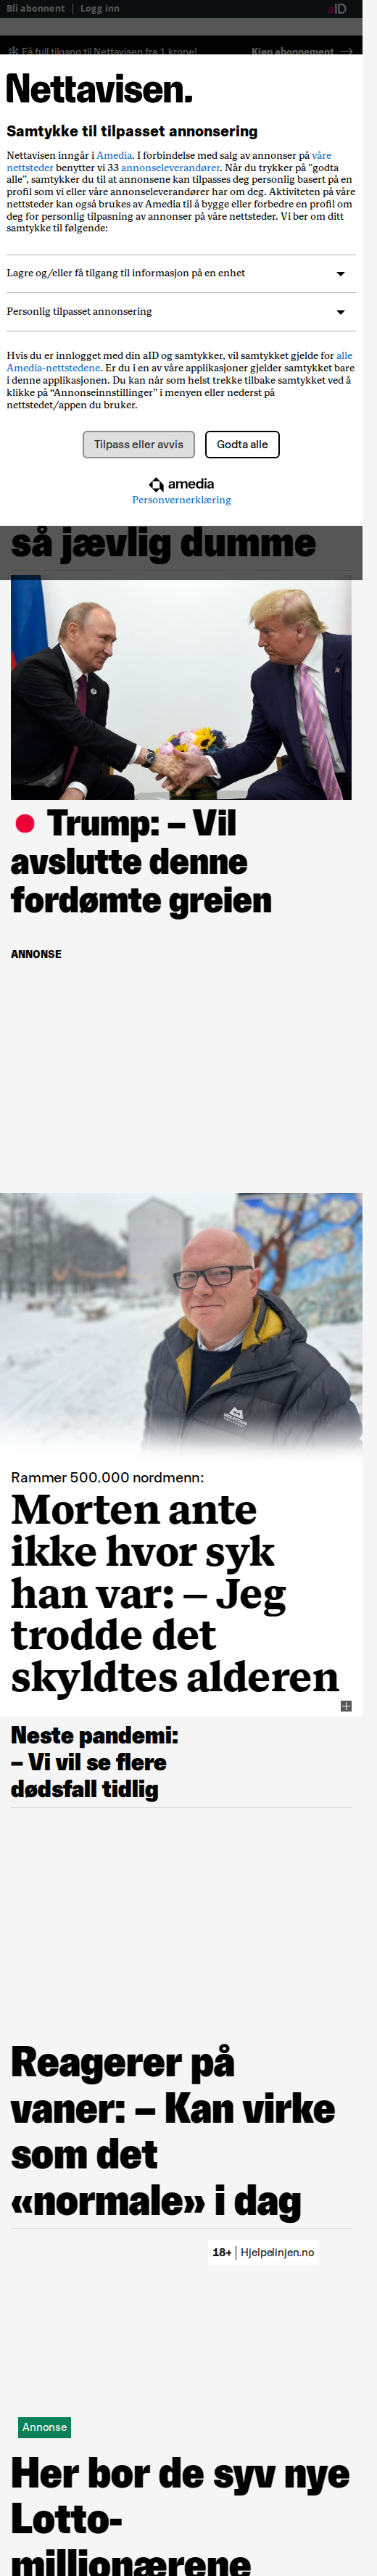 Bli abonnent | Logg inn
aID
Få full tilgang til Nettavisen fra 1 krone!
Kjøp abonnement →
Nettavisen.
Samtykke til tilpasset annonsering
Nettavisen inngår i Amedia. I forbindelse med salg av annonser på våre
nettsteder benytter vi 33 annonseleverandører. Når du trykker på "godta
alle", samtykker du til at annonsene kan tilpasses deg personlig basert på en
profil som vi eller våre annonseleverandører har om deg. Aktiviteten på våre
nettsteder kan også brukes av Amedia til å bygge eller forbedre en profil om
deg for personlig tilpasning av annonser på våre nettsteder. Vi ber om ditt
samtykke til følgende:
Lagre og/eller få tilgang til informasjon på en enhet
Personlig tilpasset annonsering
Hvis du er innlogget med din aID og samtykker, vil samtykket gjelde for alle
Amedia-nettstedene. Er du i en av våre applikasjoner gjelder samtykket bare
i denne applikasjonen. Du kan når som helst trekke tilbake samtykket ved å
klikke på “Annonseinnstillinger” i menyen eller nederst på
nettstedet/appen du bruker.
Tilpass eller avvis
Godta alle
amedia
Personvernerklæring
så jævlig dumme
Trump: – Vil
avslutte denne
fordømte greien
ANNONSE
MOUNTAIN
Rammer 500.000 nordmenn:
Morten ante
ikke hvor syk
han var: – Jeg
trodde det
skyldtes alderen
Neste pandemi:
– Vi vil se flere
dødsfall tidlig
Reagerer på
vaner: – Kan virke
som det
«normale» i dag
18+ | Hjelpelinjen.no
Annonse
Her bor de syv nye
Lotto-
millionærene